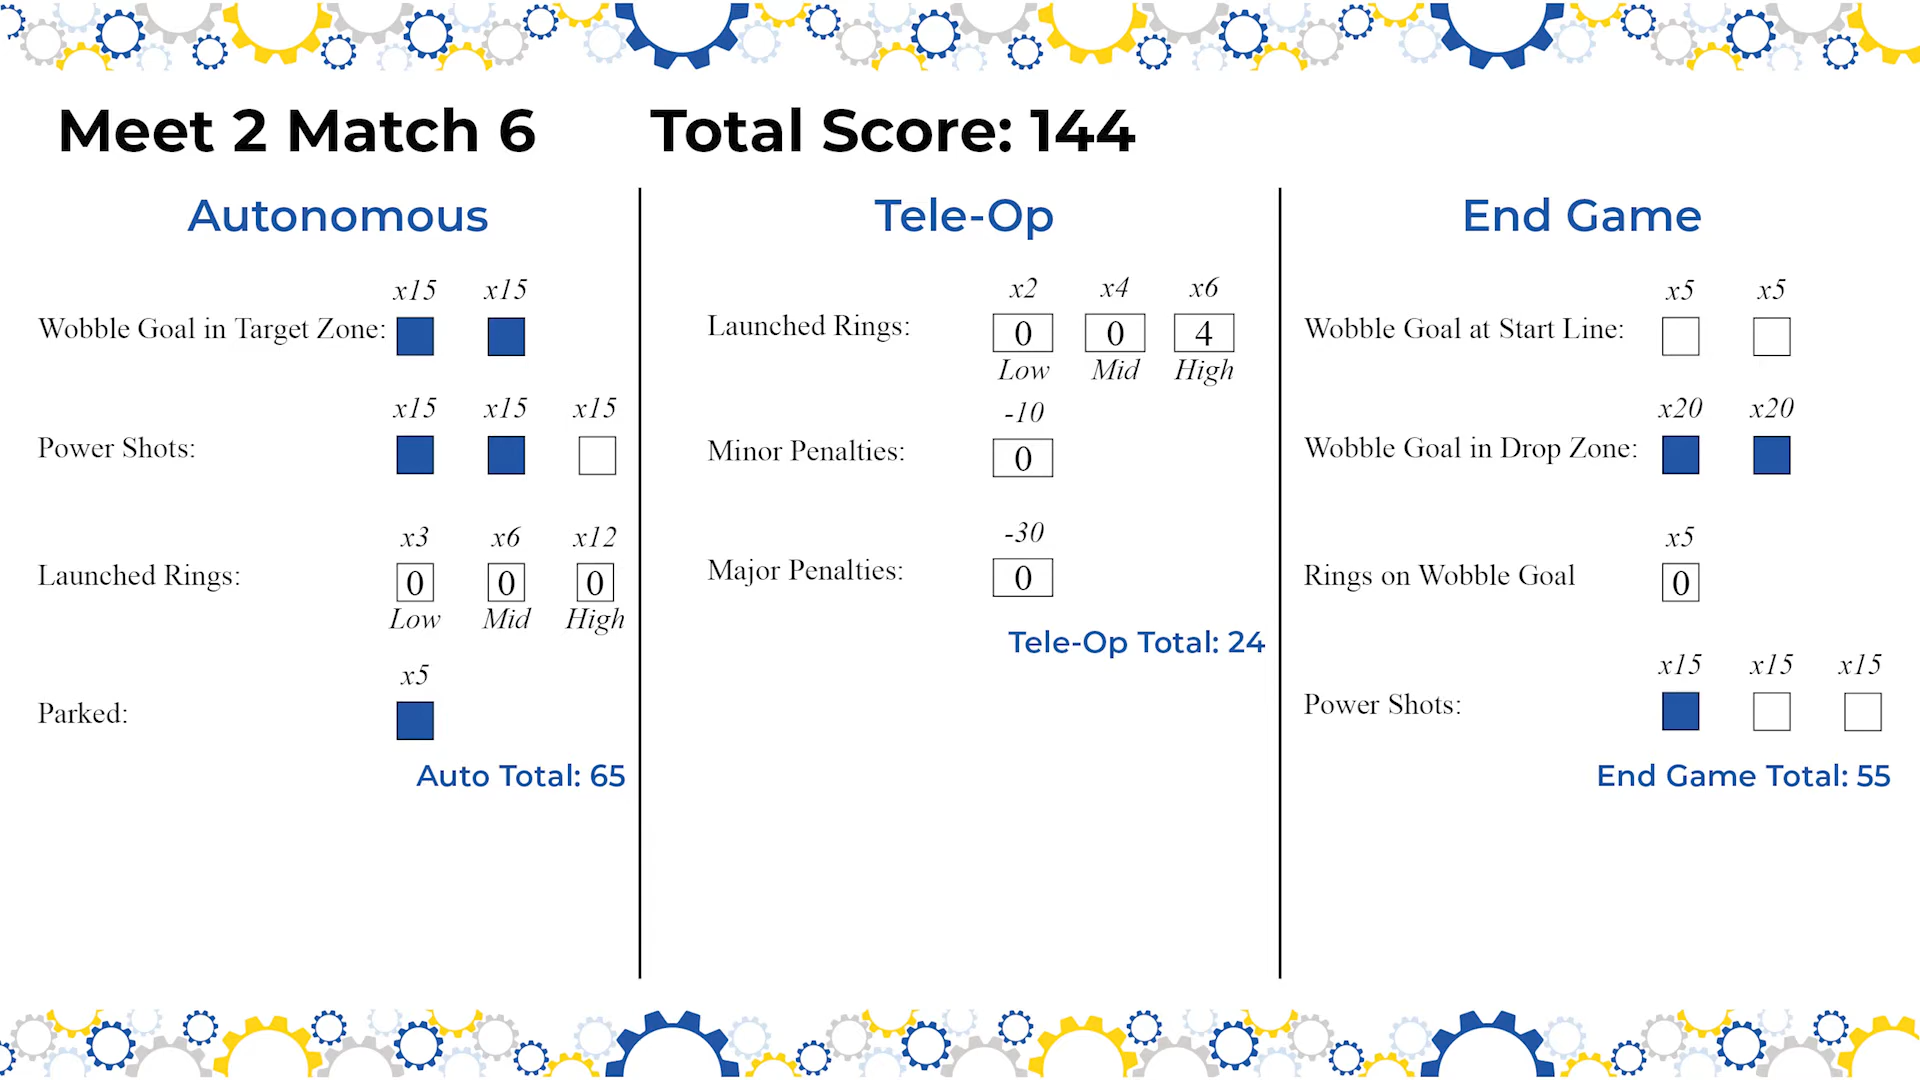 Meet 2 Match 6
Total Score: 144
Autonomous
x15 x15
Wobble Goal in Target Zone:
x15 x15 x15
Power Shots:
x3 x6 x12
Launched Rings: 0 0 0
Low Mid High
x5
Parked:
Auto Total: 65
Tele-Op
x2 x4 x6
Launched Rings: 0 0 4
Low Mid High
-10
Minor Penalties: 0
-30
Major Penalties: 0
Tele-Op Total: 24
End Game
x5 x5
Wobble Goal at Start Line:
x20 x20
Wobble Goal in Drop Zone:
x5
Rings on Wobble Goal 0
x15 x15 x15
Power Shots:
End Game Total: 55